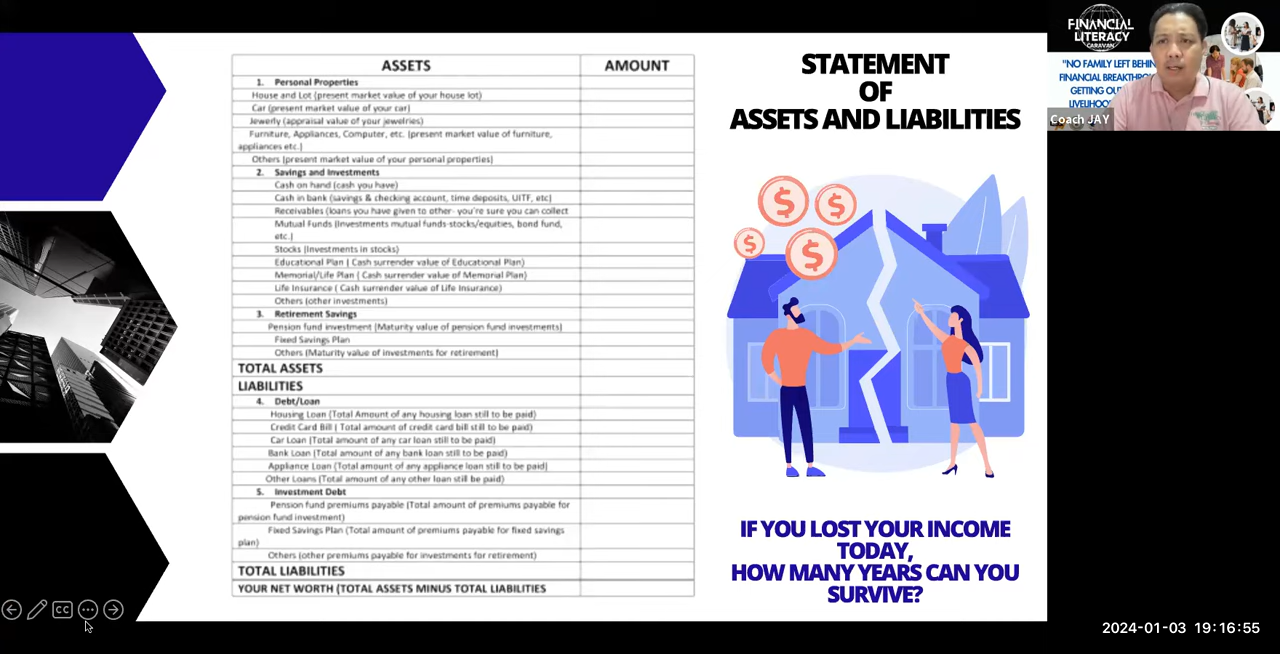 ASSETS
AMOUNT
1. Personal Properties
House and Lot (present market value of your house lot)
Car (present market value of your car)
Jewerly (appraisal value of your jewelries)
Furniture, Appliances, Computer, etc. (present market value of furniture,
appliances etc.)
Others (present market value of your personal properties)
2. Savings and Investments
Cash on hand (cash you have)
Cash in bank (savings & checking account, time deposits, UITF, etc)
Receivables (loans you have given to other- you're sure you can collect
Mutual Funds (Investments mutual funds-stocks/equities, bond fund,
etc.)
Stocks (Investments in stocks)
Educational Plan ( Cash surrender value of Educational Plan)
Memorial/Life Plan ( Cash surrender value of Memorial Plan)
Life Insurance ( Cash surrender value of Life Insurance)
Others (other investments)
3. Retirement Savings
Pension fund investment (Maturity value of pension fund investments)
Fixed Savings Plan
Others (Maturity value of investments for retirement)
TOTAL ASSETS
LIABILITIES
4. Debt/Loan
Housing Loan (Total Amount of any housing loan still to be paid)
Credit Card Bill ( Total amount of credit card bill still to be paid)
Car Loan (Total amount of any car loan still to be paid)
Bank Loan (Total amount of any bank loan still to be paid)
Appliance Loan (Total amount of any appliance loan still to be paid)
Other Loans (Total amount of any other loan still be paid)
5. Investment Debt
Pension fund premiums payable (Total amount of premiums payable for
pension fund investment)
Fixed Savings Plan (Total amount of premiums payable for fixed savings
plan)
Others (other premiums payable for investments for retirement)
TOTAL LIABILITIES
YOUR NET WORTH (TOTAL ASSETS MINUS TOTAL LIABILITIES
STATEMENT
OF
ASSETS AND LIABILITIES
$
$
$
$
IF YOU LOST YOUR INCOME
TODAY,
HOW MANY YEARS CAN YOU
SURVIVE?
FINANCIAL
LITERACY
CARAVAN
"NO FAMILY LEFT BEHIN
FINANCIAL BREAKTHR
GETTING OU
LIVELIHOO
Coach JAY
CC
2024-01-03 19:16:55